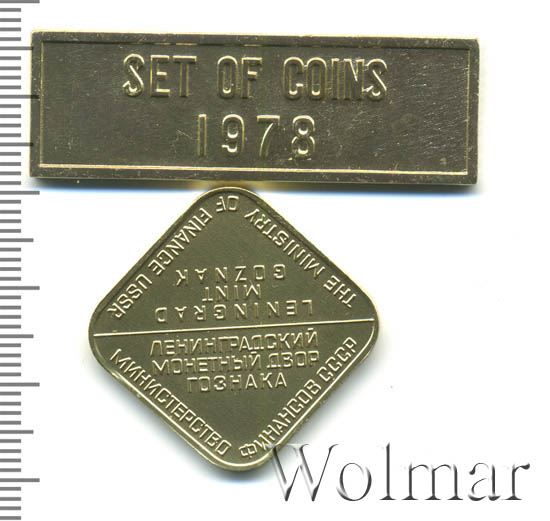 SET OF COINS
1978
THE MINISTRY OF FINANCE USSR
LENINGRAD
MINT
GOZNAK
ЛЕНИНГРАДСКИЙ
МОНЕТНЫЙ ДВОР
ГОЗНАКА
МИНИСТЕРСТВО ФИНАНСОВ СССР
Wolmar